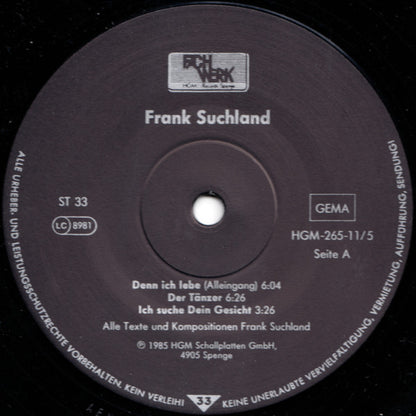 FACH
WERK
HGM Records Spenge
Frank Suchland
ST 33
LC 8981
GEMA
HGM-265-11/5
Seite A
Denn ich lebe (Alleingang) 6:04
Der Tänzer 6:26
Ich suche Dein Gesicht 3:26
Alle Texte und Kompositionen Frank Suchland
℗ 1985 HGM Schallplatten GmbH,
4905 Spenge
ALLE URHEBER- UND LEISTUNGSSCHUTZRECHTE VORBEHALTEN. KEIN VERLEIH!
33
KEINE UNERLAUBTE VERVIELFÄLTIGUNG, VERMIETUNG, AUFFÜHRUNG, SENDUNG!